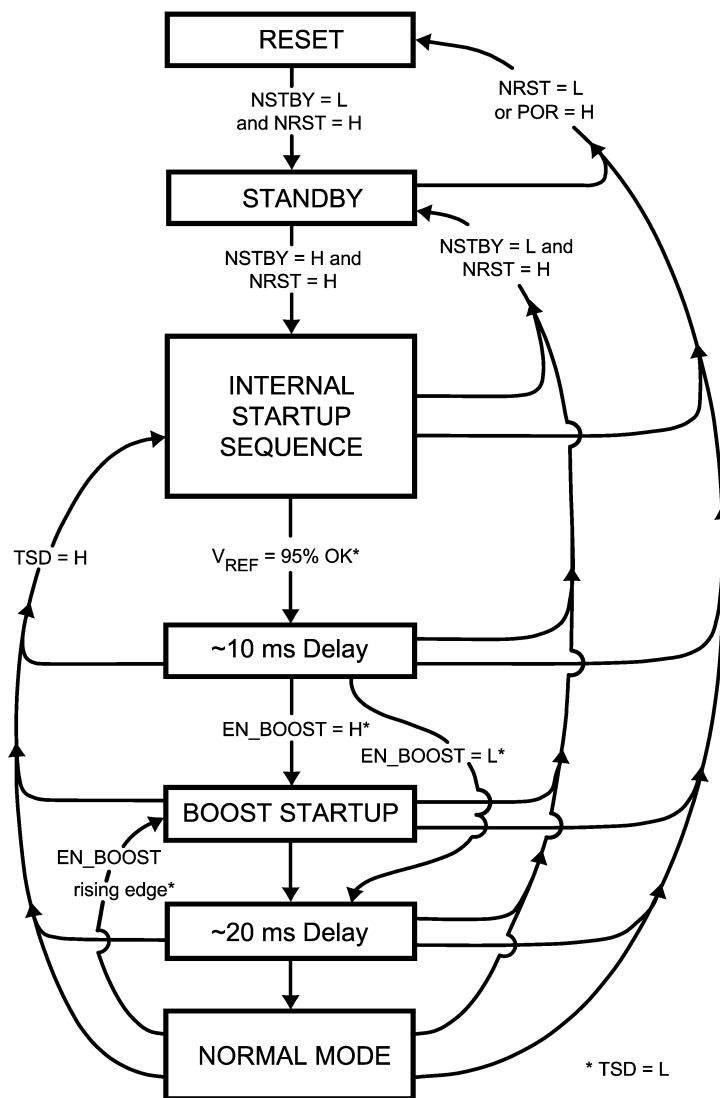 RESET
NSTBY = L
and NRST = H
NRST = L
or POR = H
STANDBY
NSTBY = H and
NRST = H
NSTBY = L and
NRST = H
INTERNAL
STARTUP
SEQUENCE
TSD = H
VREF = 95% OK*
~10 ms Delay
EN_BOOST = H*
EN_BOOST = L*
BOOST STARTUP
EN_BOOST
rising edge*
~20 ms Delay
NORMAL MODE
* TSD = L